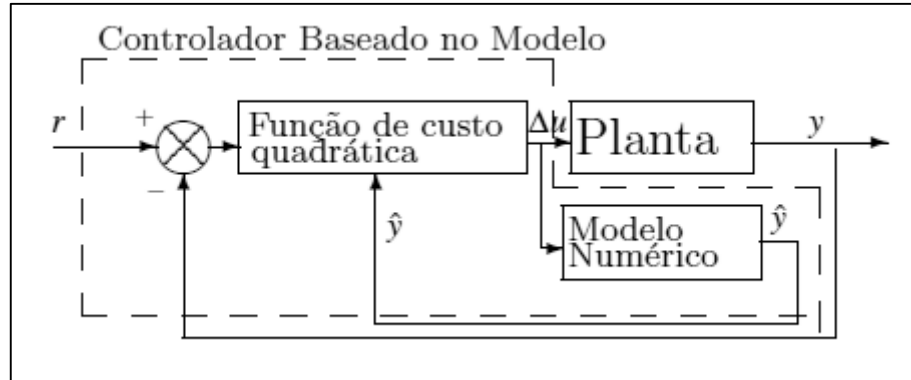 Controlador Baseado no Modelo
r
+
−
Função de custo
quadrática
Δu
Planta
y
ŷ
Modelo
Numérico
ŷ